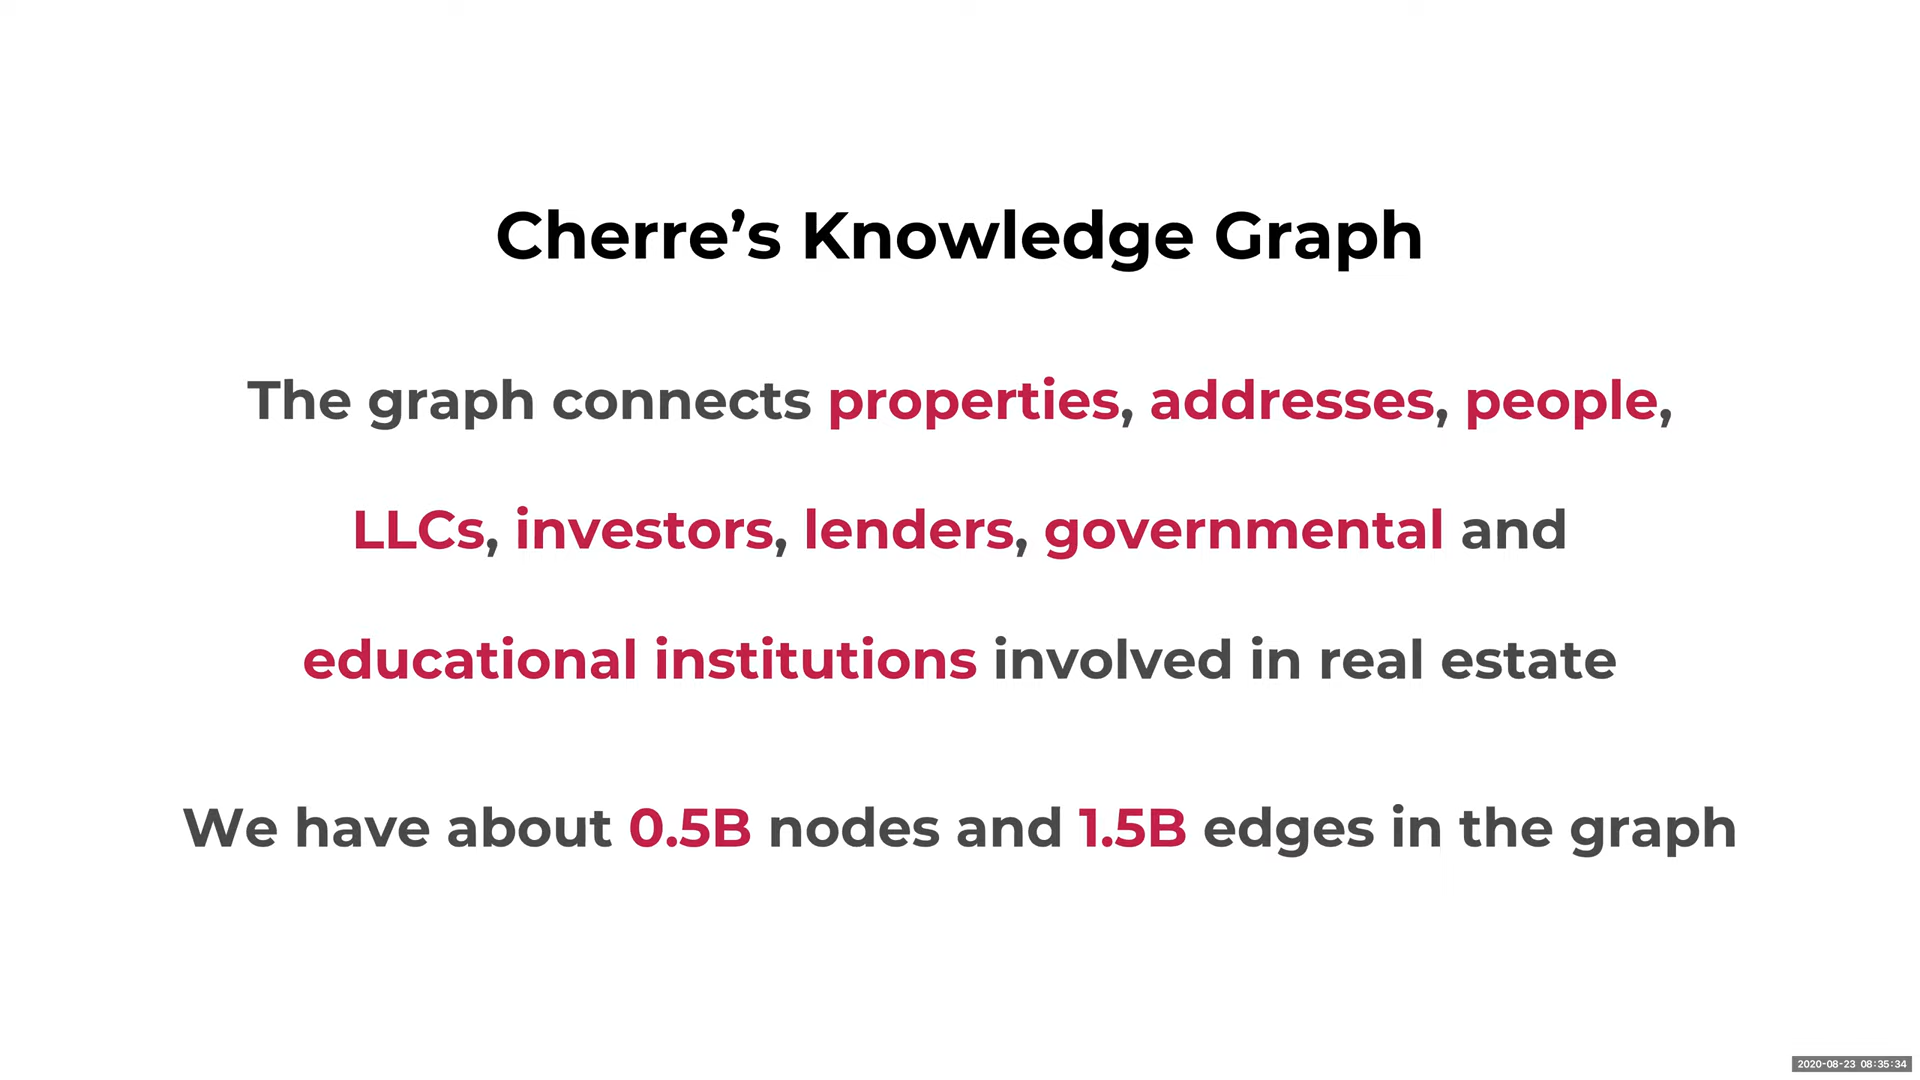 Cherre’s Knowledge Graph
The graph connects properties, addresses, people,
LLCs, investors, lenders, governmental and
educational institutions involved in real estate
We have about 0.5B nodes and 1.5B edges in the graph
2020-08-23 08:35:34